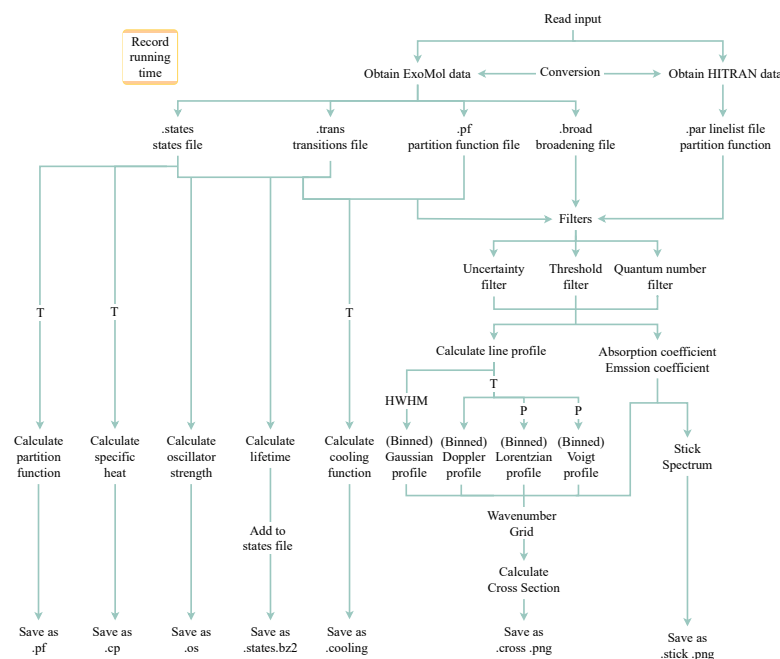 Read input
Record
running
time
Obtain ExoMol data
Conversion
Obtain HITRAN data
.states
states file
.trans
transitions file
.pf
partition function file
.broad
broadening file
.par linelist file
partition function
Filters
Uncertainty
filter
Threshold
filter
Quantum number
filter
T
T
T
Calculate line profile
Absorption coefficient
Emssion coefficient
T
HWHM
P
P
Calculate
partition
function
Calculate
specific
heat
Calculate
oscillator
strength
Calculate
lifetime
Calculate
cooling
function
(Binned)
Gaussian
profile
(Binned)
Doppler
profile
(Binned)
Lorentzian
profile
(Binned)
Voigt
profile
Stick
Spectrum
Add to
states file
Wavenumber
Grid
Calculate
Cross Section
Save as
.pf
Save as
.cp
Save as
.os
Save as
.states.bz2
Save as
.cooling
Save as
.cross .png
Save as
.stick .png